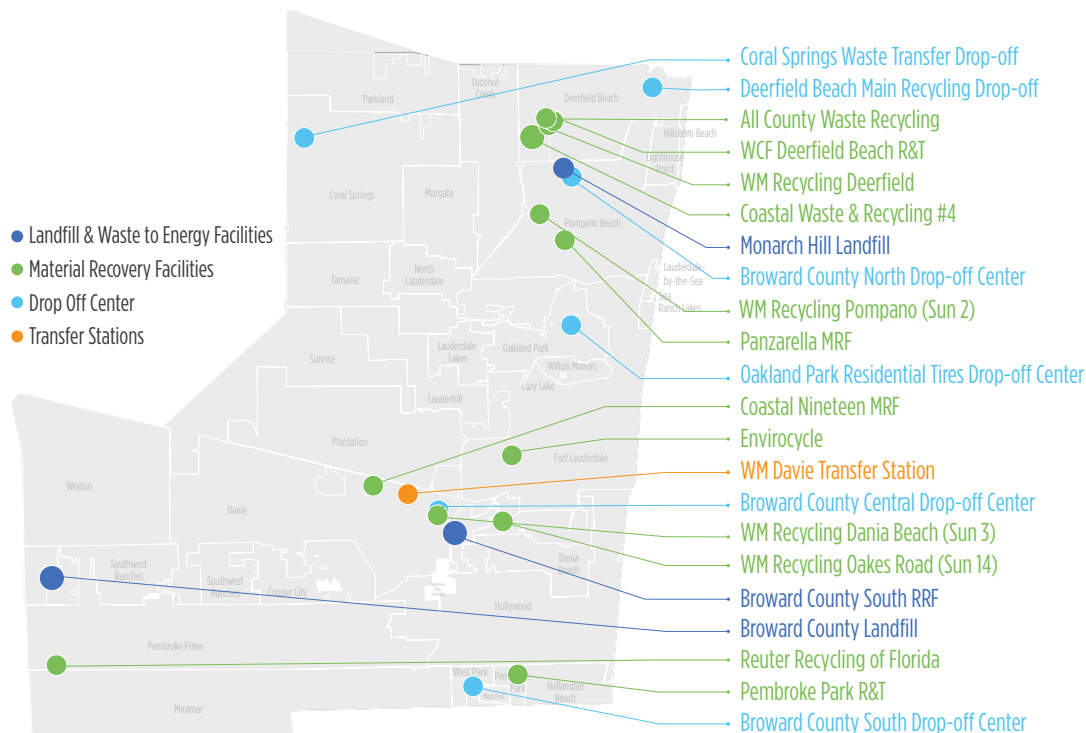 Landfill & Waste to Energy Facilities
Material Recovery Facilities
Drop Off Center
Transfer Stations
Parkland
Coconut
Creek
Deerfield Beach
Hillsboro Beach
Lighthouse
Point
Coral Springs
Margate
Pompano Beach
Tamarac
North
Lauderdale
Lauderdale-
by-the-Sea
Sea
Ranch Lakes
Sunrise
Lauderdale
Lakes
Oakland Park
Wilton Manors
Lazy Lake
Lauderhill
Plantation
Fort Lauderdale
Weston
Davie
Dania
Beach
Southwest
Ranches
Southwest
Ranches
Cooper City
Hollywood
Pembroke Pines
West Park
Pem
Park
West Park
Hallandale
Beach
Miramar
Coral Springs Waste Transfer Drop-off
Deerfield Beach Main Recycling Drop-off
All County Waste Recycling
WCF Deerfield Beach R&T
WM Recycling Deerfield
Coastal Waste & Recycling #4
Monarch Hill Landfill
Broward County North Drop-off Center
WM Recycling Pompano (Sun 2)
Panzarella MRF
Oakland Park Residential Tires Drop-off Center
Coastal Nineteen MRF
Envirocycle
WM Davie Transfer Station
Broward County Central Drop-off Center
WM Recycling Dania Beach (Sun 3)
WM Recycling Oakes Road (Sun 14)
Broward County South RRF
Broward County Landfill
Reuter Recycling of Florida
Pembroke Park R&T
Broward County South Drop-off Center